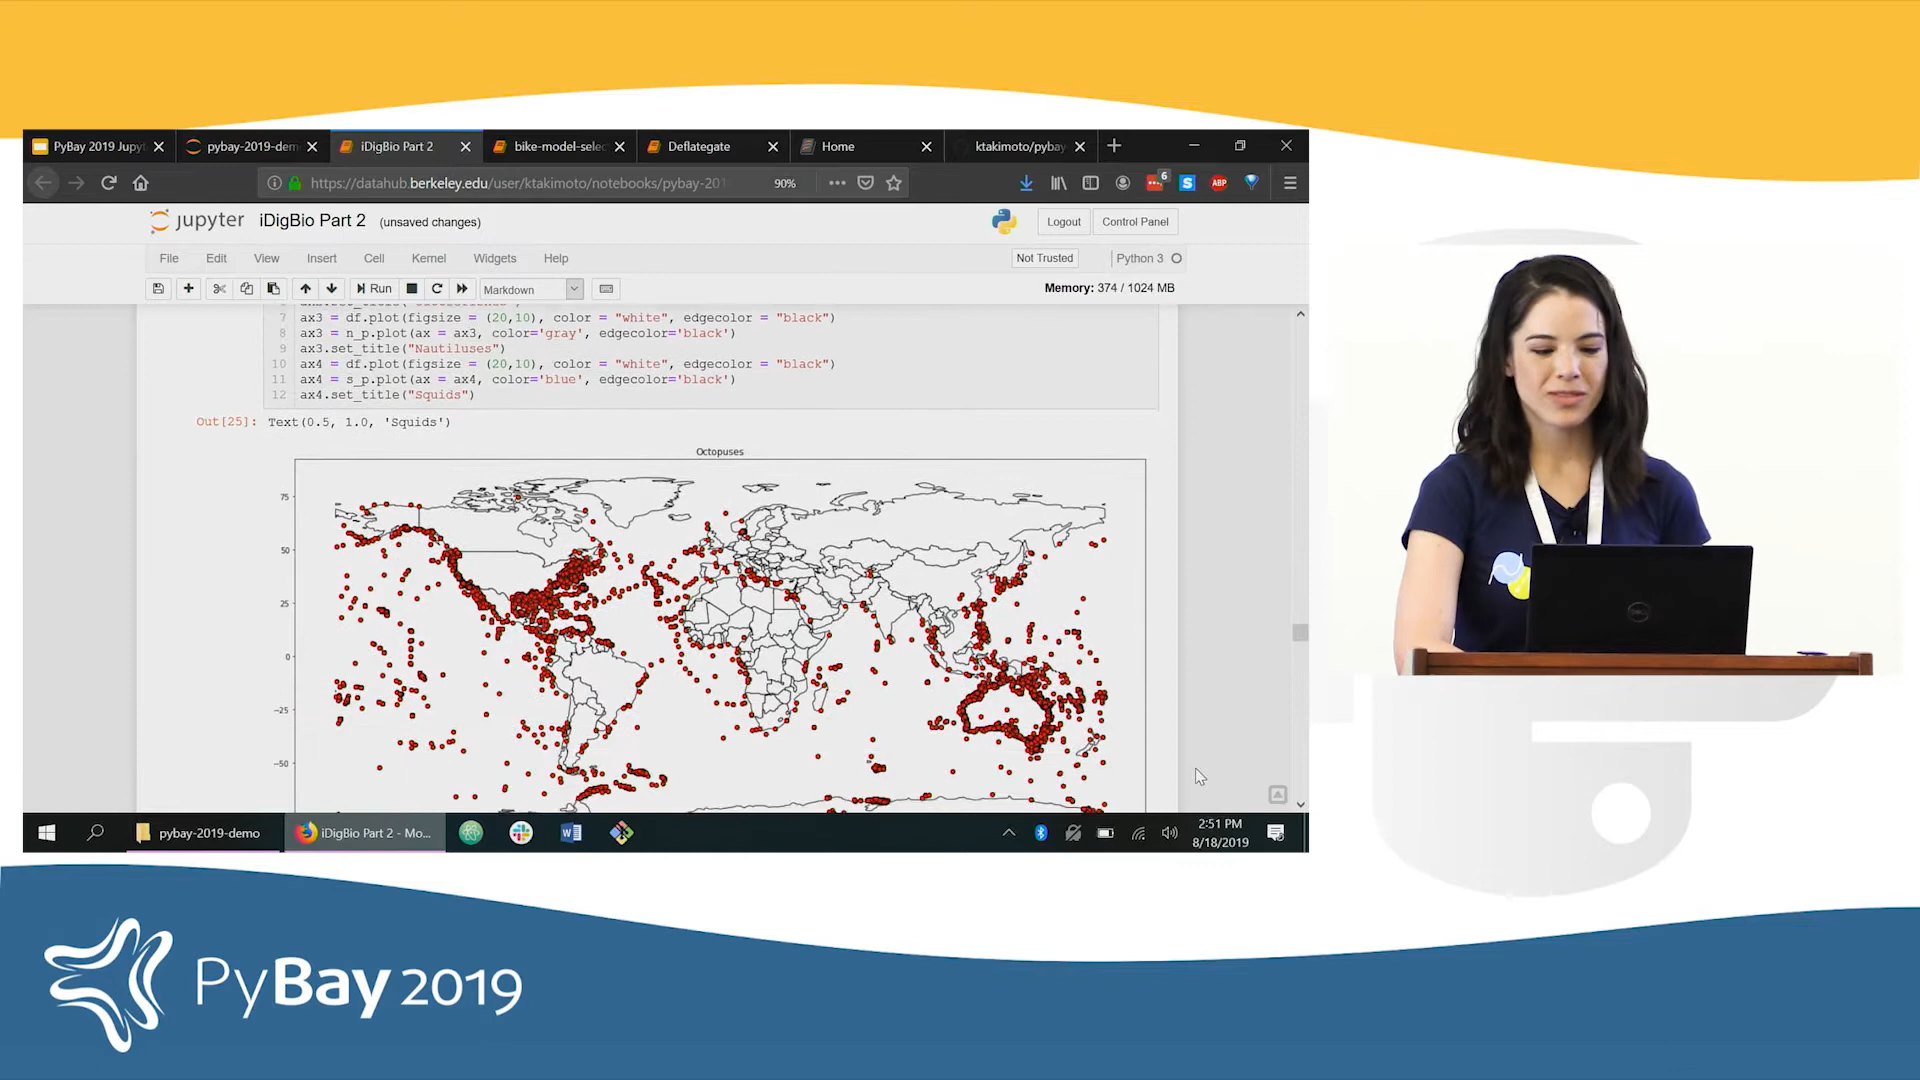 PyBay 2019 Jupyt
pybay-2019-dem
iDigBio Part 2
bike-model-selec
Deflategate
Home
ktakimoto/pybay
https://datahub.berkeley.edu/user/ktakimoto/notebooks/pybay-201
90%
6
S
ABP
jupyter
iDigBio Part 2
(unsaved changes)
Logout
Control Panel
File
Edit
View
Insert
Cell
Kernel
Widgets
Help
Not Trusted
Python 3
Run
Markdown
Memory: 374 / 1024 MB
7 ax3 = df.plot(figsize = (20,10), color = "white", edgecolor = "black")
8 ax3 = n_p.plot(ax = ax3, color='gray', edgecolor='black')
9 ax3.set_title("Nautiluses")
10 ax4 = df.plot(figsize = (20,10), color = "white", edgecolor = "black")
11 ax4 = s_p.plot(ax = ax4, color='blue', edgecolor='black')
12 ax4.set_title("Squids")
Out[25]: Text(0.5, 1.0, 'Squids')
Octopuses
75
50
25
0
−25
−50
pybay-2019-demo
iDigBio Part 2 - Mo...
2:51 PM
8/18/2019
DELL
PyBay 2019